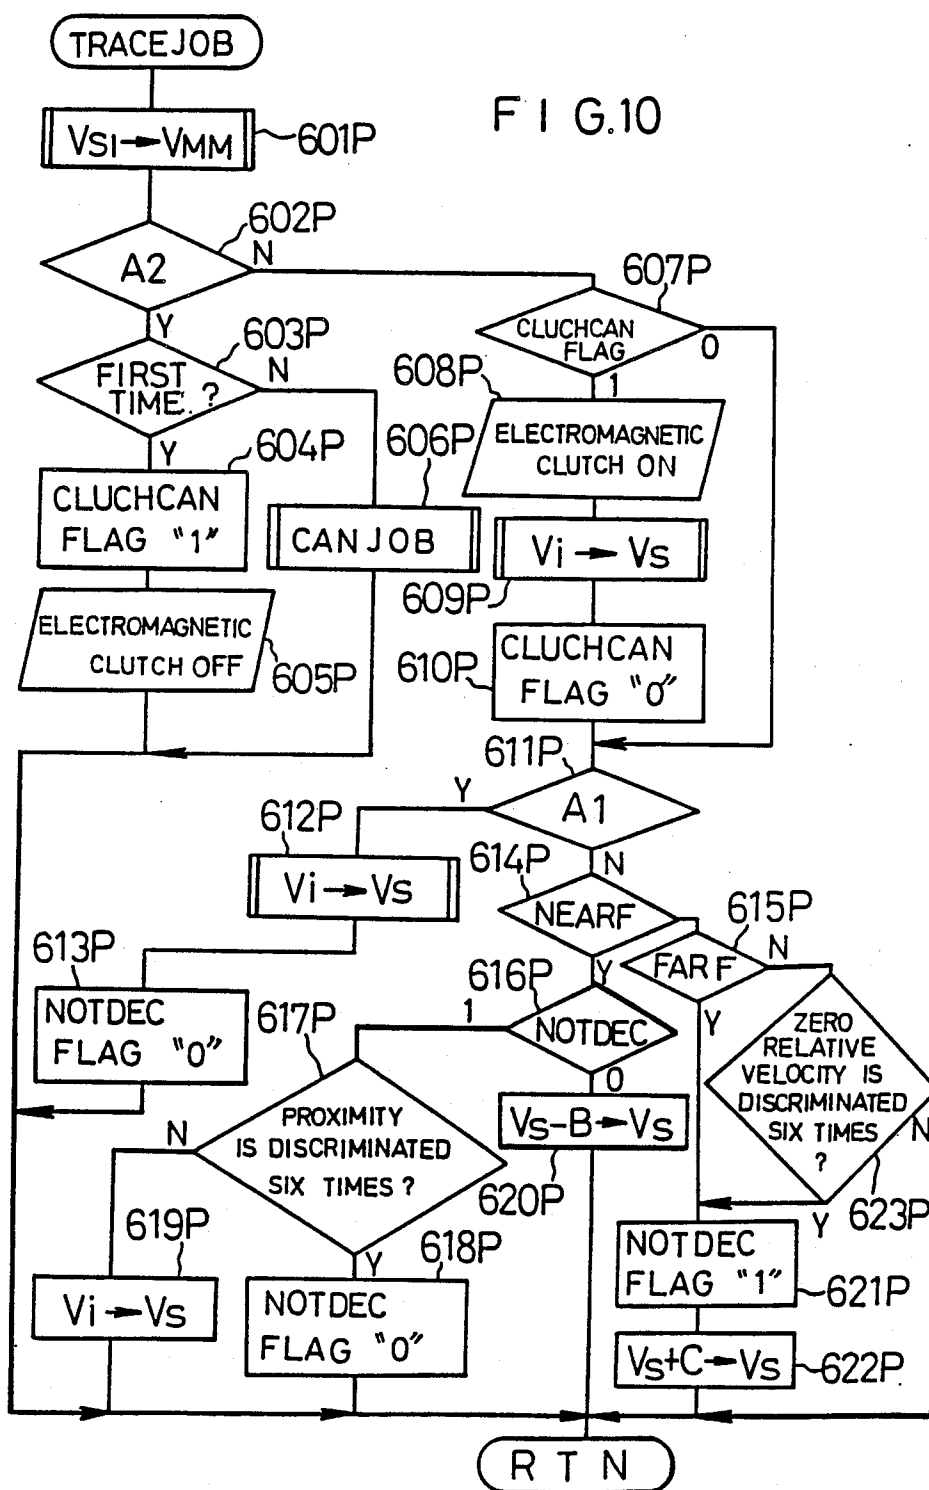 TRACEJOB
FIG.10
VSI→VMM
601P
602P
N
A2
Y
607P
CLUCHCAN
FLAG
0
1
603P
FIRST
TIME.?
N
Y
608P
ELECTROMAGNETIC
CLUTCH ON
604P
CLUCHCAN
FLAG "1"
606P
CANJOB
Vi→Vs
609P
ELECTROMAGNETIC
CLUTCH OFF
605P
610P
CLUCHCAN
FLAG "0"
611P
A1
Y
N
612P
Vi→Vs
614P
NEARF
Y
615P
FARF
N
Y
613P
NOTDEC
FLAG "0"
616P
NOTDEC
1
0
617P
PROXIMITY
IS DISCRIMINATED
SIX TIMES?
N
Y
ZERO
RELATIVE
VELOCITY IS
DISCRIMINATED
SIX TIMES
?
N
Y
623P
Vs-B→Vs
620P
619P
Vi→Vs
618P
NOTDEC
FLAG "0"
NOTDEC
FLAG "1"
621P
Vs+C→Vs
622P
RTN